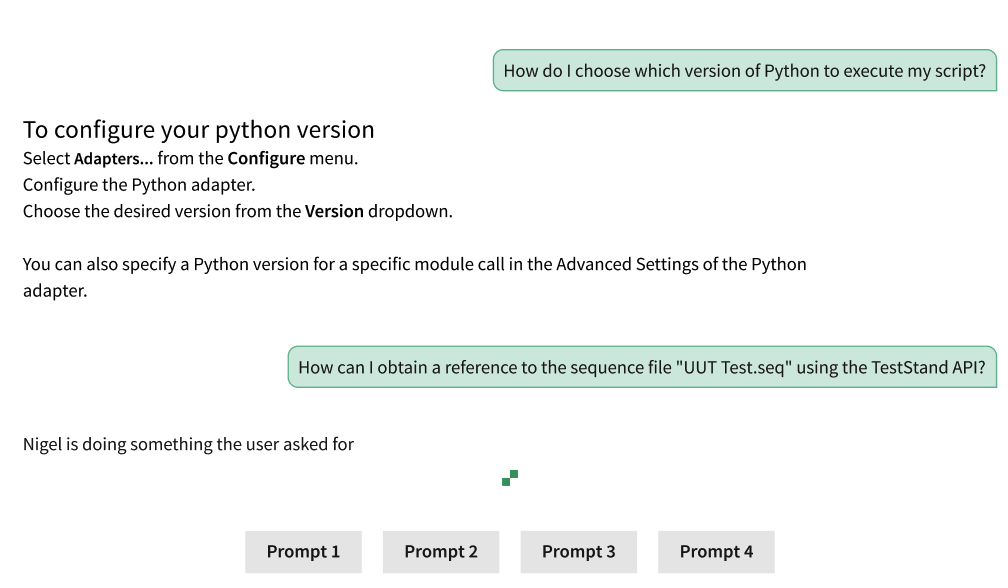 How do I choose which version of Python to execute my script?
To configure your python version
Select Adapters... from the Configure menu.
Configure the Python adapter.
Choose the desired version from the Version dropdown.
You can also specify a Python version for a specific module call in the Advanced Settings of the Python
adapter.
How can I obtain a reference to the sequence file "UUT Test.seq" using the TestStand API?
Nigel is doing something the user asked for
Prompt 1 Prompt 2 Prompt 3 Prompt 4